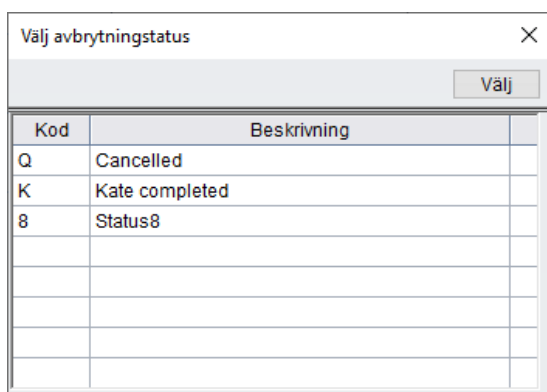 Välj avbrytningstatus
Välj
Kod Beskrivning
Q Cancelled
K Kate completed
8 Status8